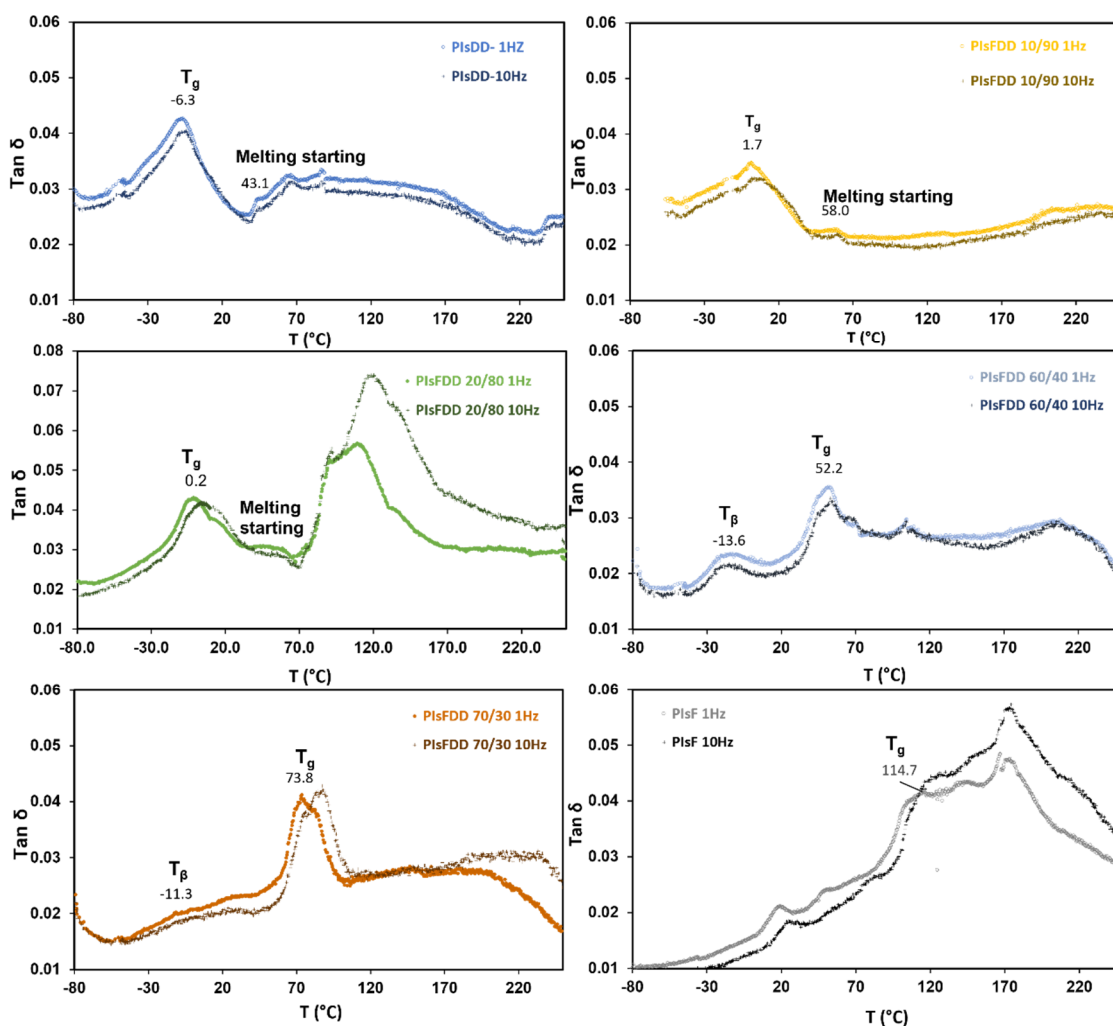 0.06
0.05
0.04
0.03
0.02
0.01
Tan δ
PIsDD- 1HZ
PIsDD-10Hz
Tg
-6.3
Melting starting
43.1
-80 -30 20 70 120 170 220
T (°C)
0.06
0.05
0.04
0.03
0.02
0.01
Tan δ
PIsFDD 10/90 1Hz
PIsFDD 10/90 10Hz
Tg
1.7
Melting starting
58.0
-80 -30 20 70 120 170 220
T (°C)
0.08
0.07
0.06
0.05
0.04
0.03
0.02
0.01
Tan δ
PIsFDD 20/80 1Hz
PIsFDD 20/80 10Hz
Tg
0.2
Melting
starting
-80.0 -30.0 20.0 70.0 120.0 170.0 220.0
T (°C)
0.06
0.05
0.04
0.03
0.02
0.01
Tan δ
PIsFDD 60/40 1Hz
PIsFDD 60/40 10Hz
Tg
52.2
Tβ
-13.6
-80 -30 20 70 120 170 220
T (°C)
0.06
0.05
0.04
0.03
0.02
0.01
Tan δ
PIsFDD 70/30 1Hz
PIsFDD 70/30 10Hz
Tg
73.8
Tβ
-11.3
-80 -30 20 70 120 170 220
T (°C)
0.06
0.05
0.04
0.03
0.02
0.01
Tan δ
PIsF 1Hz
PIsF 10Hz
Tg
114.7
-80 -30 20 70 120 170 220
T (°C)